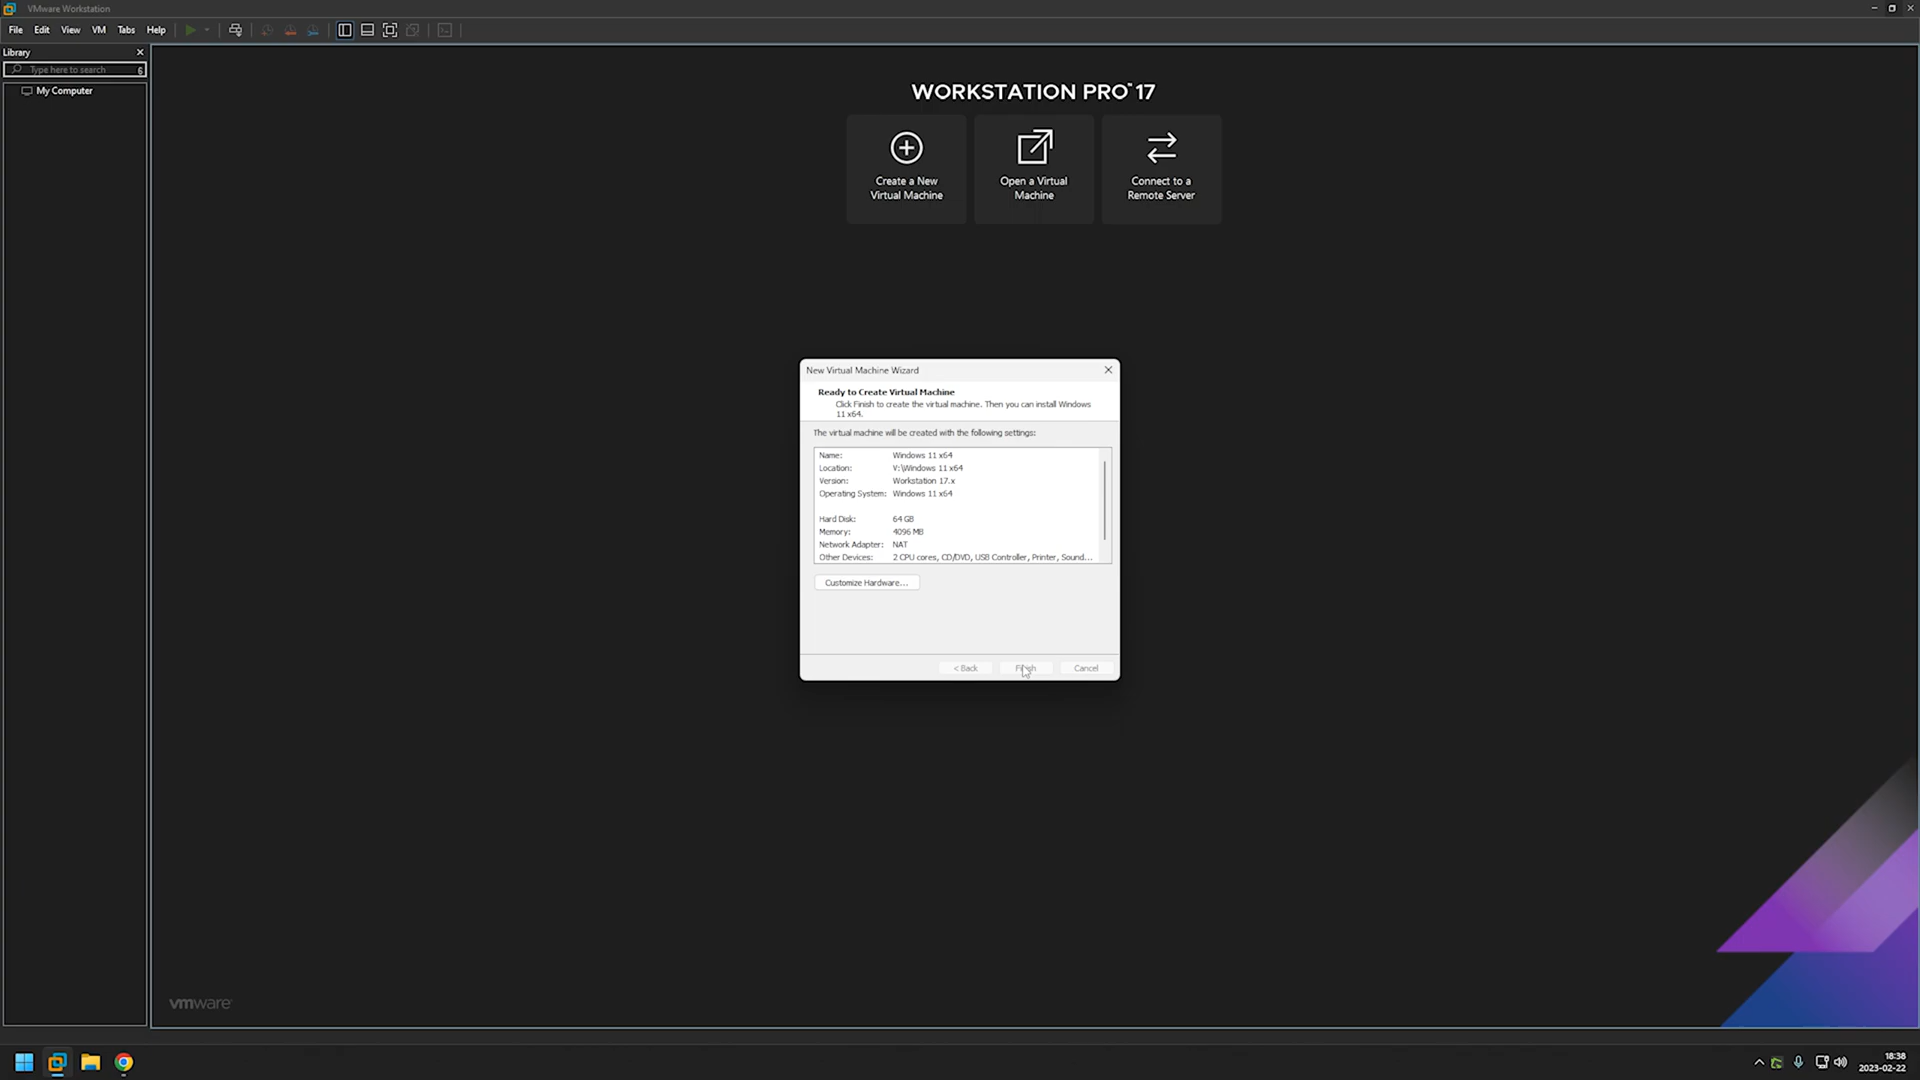 VMware Workstation
File Edit View VM Tabs Help
Library
Type here to search
My Computer
WORKSTATION PRO™ 17
Create a New
Virtual Machine
Open a Virtual
Machine
Connect to a
Remote Server
New Virtual Machine Wizard
Ready to Create Virtual Machine
Click Finish to create the virtual machine. Then you can install Windows
11 x64.
The virtual machine will be created with the following settings:
Name: Windows 11 x64
Location: V:\Windows 11 x64
Version: Workstation 17.x
Operating System: Windows 11 x64
Hard Disk: 64 GB
Memory: 4096 MB
Network Adapter: NAT
Other Devices: 2 CPU cores, CD/DVD, USB Controller, Printer, Sound...
Customize Hardware...
< Back Finish Cancel
vmware
18:38
2023-02-22